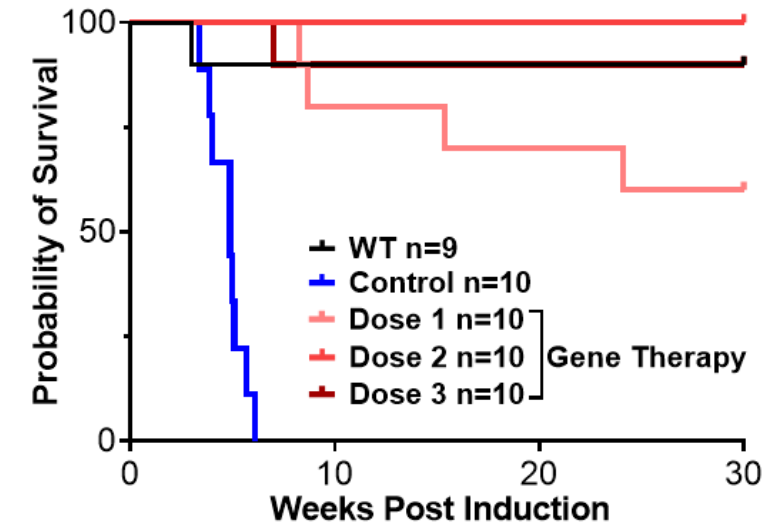 Probability of Survival
100
50
0
WT n=9
Control n=10
Dose 1 n=10
Dose 2 n=10
Dose 3 n=10
Gene Therapy
0 10 20 30
Weeks Post Induction